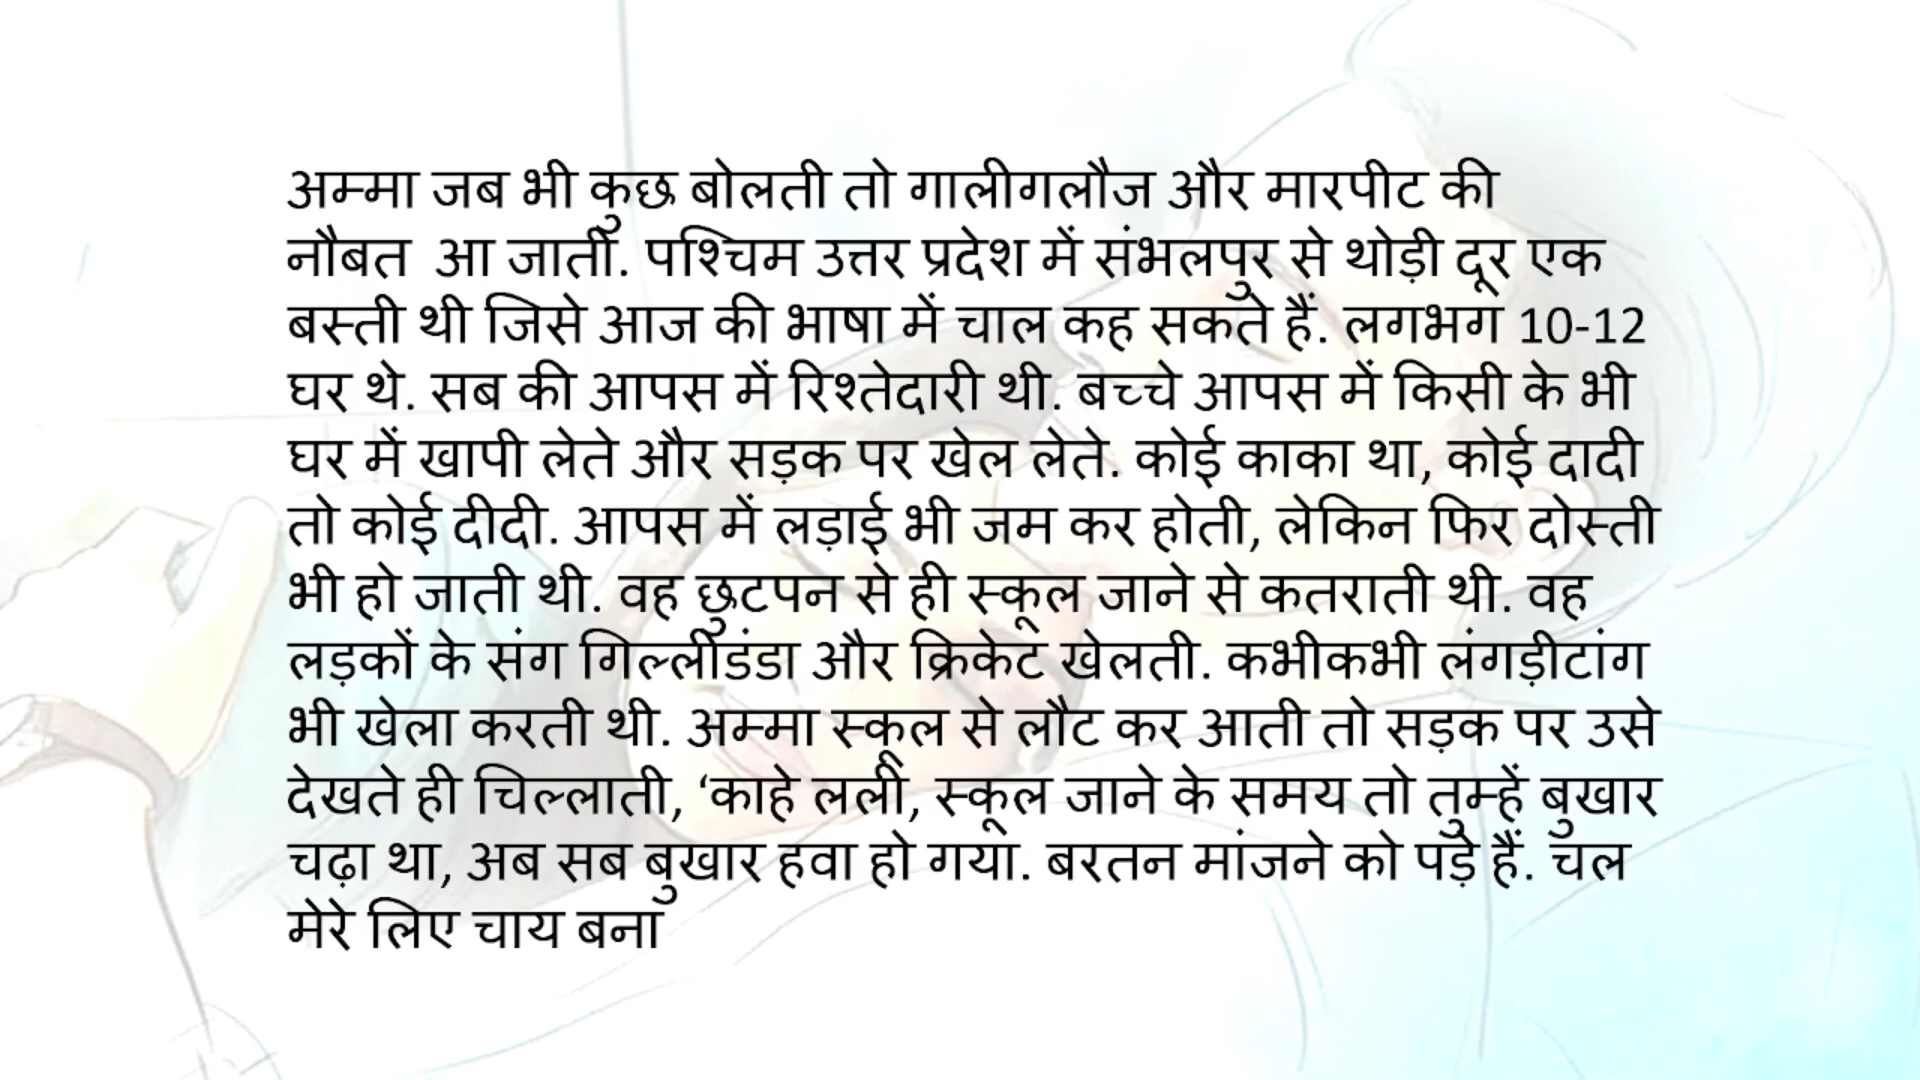 अम्मा जब भी कुछ बोलती तो गालीगलौज और मारपीट की
नौबत  आ जाती. पश्चिम उत्तर प्रदेश में संभलपुर से थोड़ी दूर एक
बस्ती थी जिसे आज की भाषा में चाल कह सकते हैं. लगभग 10-12
घर थे. सब की आपस में रिश्तेदारी थी. बच्चे आपस में किसी के भी
घर में खापी लेते और सड़क पर खेल लेते. कोई काका था, कोई दादी
तो कोई दीदी. आपस में लड़ाई भी जम कर होती, लेकिन फिर दोस्ती
भी हो जाती थी. वह छुटपन से ही स्कूल जाने से कतराती थी. वह
लड़कों के संग गिल्लीडंडा और क्रिकेट खेलती. कभीकभी लंगड़ीटांग
भी खेला करती थी. अम्मा स्कूल से लौट कर आती तो सड़क पर उसे
देखते ही चिल्लाती, ‘काहे लली, स्कूल जाने के समय तो तुम्हें बुखार
चढ़ा था, अब सब बुखार हवा हो गया. बरतन मांजने को पड़े हैं. चल
मेरे लिए चाय बना